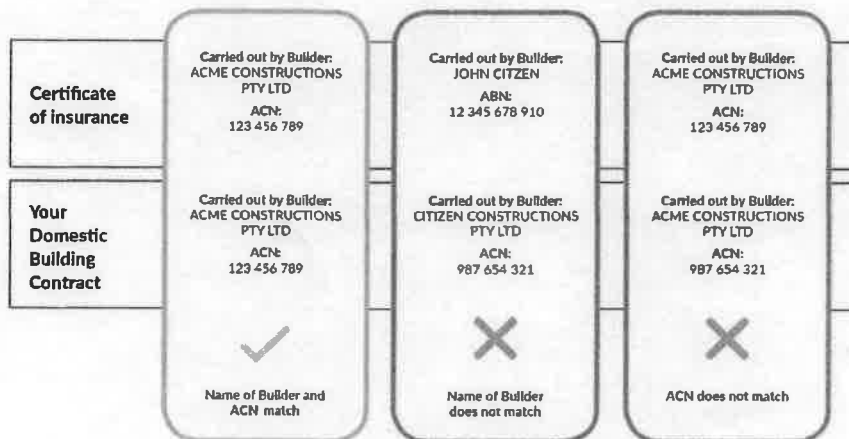 Certificate
of insurance
Carried out by Builder:
ACME CONSTRUCTIONS
PTY LTD
ACN:
123 456 789
Carried out by Builder:
JOHN CITZEN
ABN:
12 345 678 910
Carried out by Builder:
ACME CONSTRUCTIONS
PTY LTD
ACN:
123 456 789
Your
Domestic
Building
Contract
Carried out by Builder:
ACME CONSTRUCTIONS
PTY LTD
ACN:
123 456 789
Carried out by Builder:
CITIZEN CONSTRUCTIONS
PTY LTD
ACN:
987 654 321
Carried out by Builder:
ACME CONSTRUCTIONS
PTY LTD
ACN:
987 654 321
Name of Builder and
ACN match
Name of Builder
does not match
ACN does not match